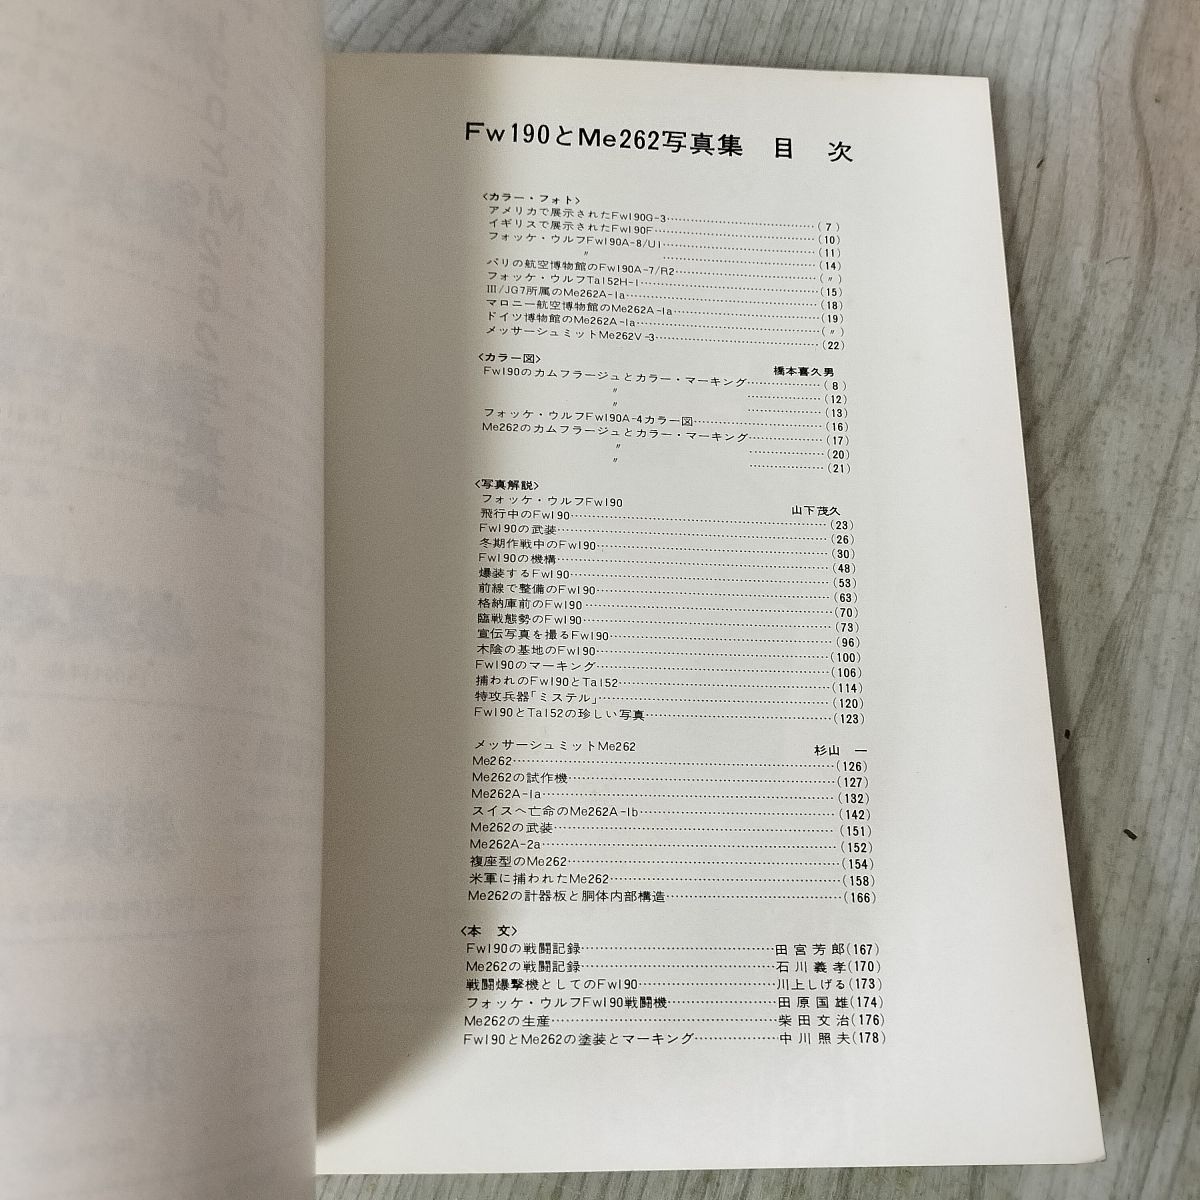 Fw190とMe262写真集 目 次
〈カラー・フォト〉
アメリカで展示されたFw190G-3……………………(7)
イギリスで展示されたFw190F……………………(10)
フォッケ・ウルフFw190A-8/U1……………………(11)
〃 ……………………(14)
パリの航空博物館のFw190A-7/R2……………………(〃)
フォッケ・ウルフTa152H-1……………………(15)
III/JG7所属のMe262A-1a……………………(18)
マロニー航空博物館のMe262A-1a……………………(19)
ドイツ博物館のMe262A-1a……………………(〃)
メッサーシュミットMe262V-3……………………(22)
〈カラー図〉 橋本喜久男
Fw190のカムフラージュとカラー・マーキング……………(8)
〃 ……………(12)
〃 ……………(13)
フォッケ・ウルフFw190A-4カラー図……………(16)
Me262のカムフラージュとカラー・マーキング……………(17)
〃 ……………(20)
〃 ……………(21)
〈写真解説〉
フォッケ・ウルフFw190 山下茂久
飛行中のFw190……………………(23)
Fw190の武装……………………(26)
冬期作戦中のFw190……………………(30)
Fw190の機構……………………(48)
爆装するFw190……………………(53)
前線で整備のFw190……………………(63)
格納庫前のFw190……………………(70)
臨戦態勢のFw190……………………(73)
宣伝写真を撮るFw190……………………(96)
木陰の基地のFw190……………………(100)
Fw190のマーキング……………………(106)
捕われのFw190とTa152……………………(114)
特攻兵器「ミステル」……………………(120)
Fw190とTa152の珍しい写真……………………(123)
メッサーシュミットMe262 杉山 一
Me262……………………(126)
Me262の試作機……………………(127)
Me262A-1a……………………(132)
スイスへ亡命のMe262A-1b……………………(142)
Me262の武装……………………(151)
Me262A-2a……………………(152)
複座型のMe262……………………(154)
米軍に捕われたMe262……………………(158)
Me262の計器板と胴体内部構造……………………(166)
〈本 文〉
Fw190の戦闘記録……………………田宮芳郎(167)
Me262の戦闘記録……………………石川義孝(170)
戦闘爆撃機としてのFw190……………………川上しげる(173)
フォッケ・ウルフFw190戦闘機……………………田原国雄(174)
Me262の生産……………………柴田文治(176)
Fw190とMe262の塗装とマーキング……………………中川照夫(178)